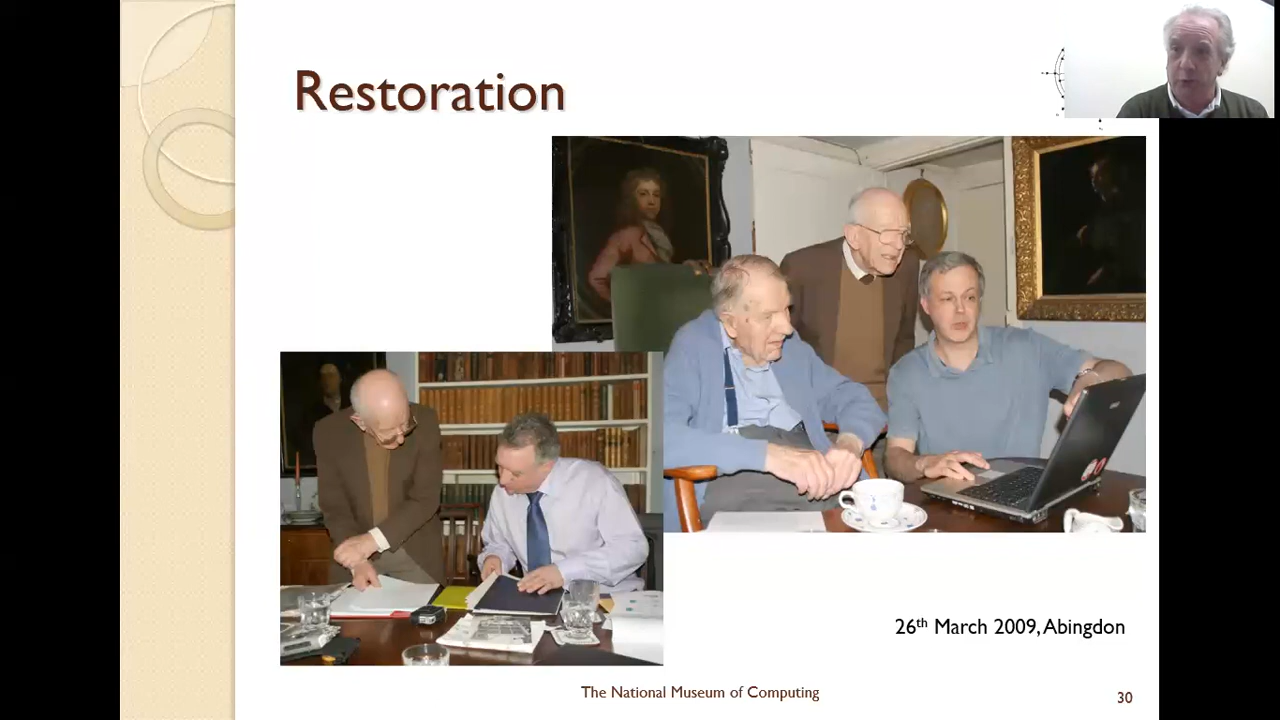 Restoration
26th March 2009, Abingdon
The National Museum of Computing
30